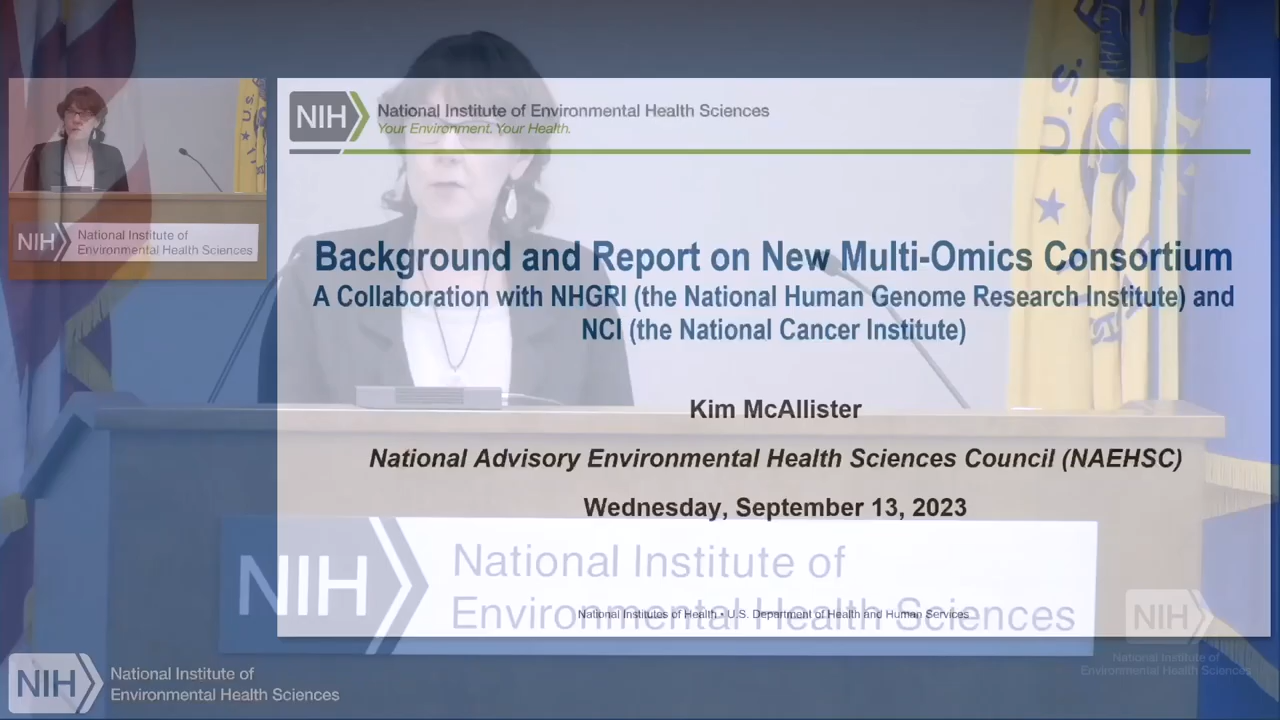 NIH
National Institute of Environmental Health Sciences
Your Environment. Your Health.
U.S.
NIH
National Institute of
Environmental Health Sciences
Background and Report on New Multi-Omics Consortium
A Collaboration with NHGRI (the National Human Genome Research Institute) and
NCI (the National Cancer Institute)
Kim McAllister
National Advisory Environmental Health Sciences Council (NAEHSC)
Wednesday, September 13, 2023
NIH
National Institute of
Environmental Health Sciences
National Institutes of Health • U.S. Department of Health and Human Services
NIH
National Institute of
Environmental Health Sciences
NIH
National Institute of
Environmental Health Sciences